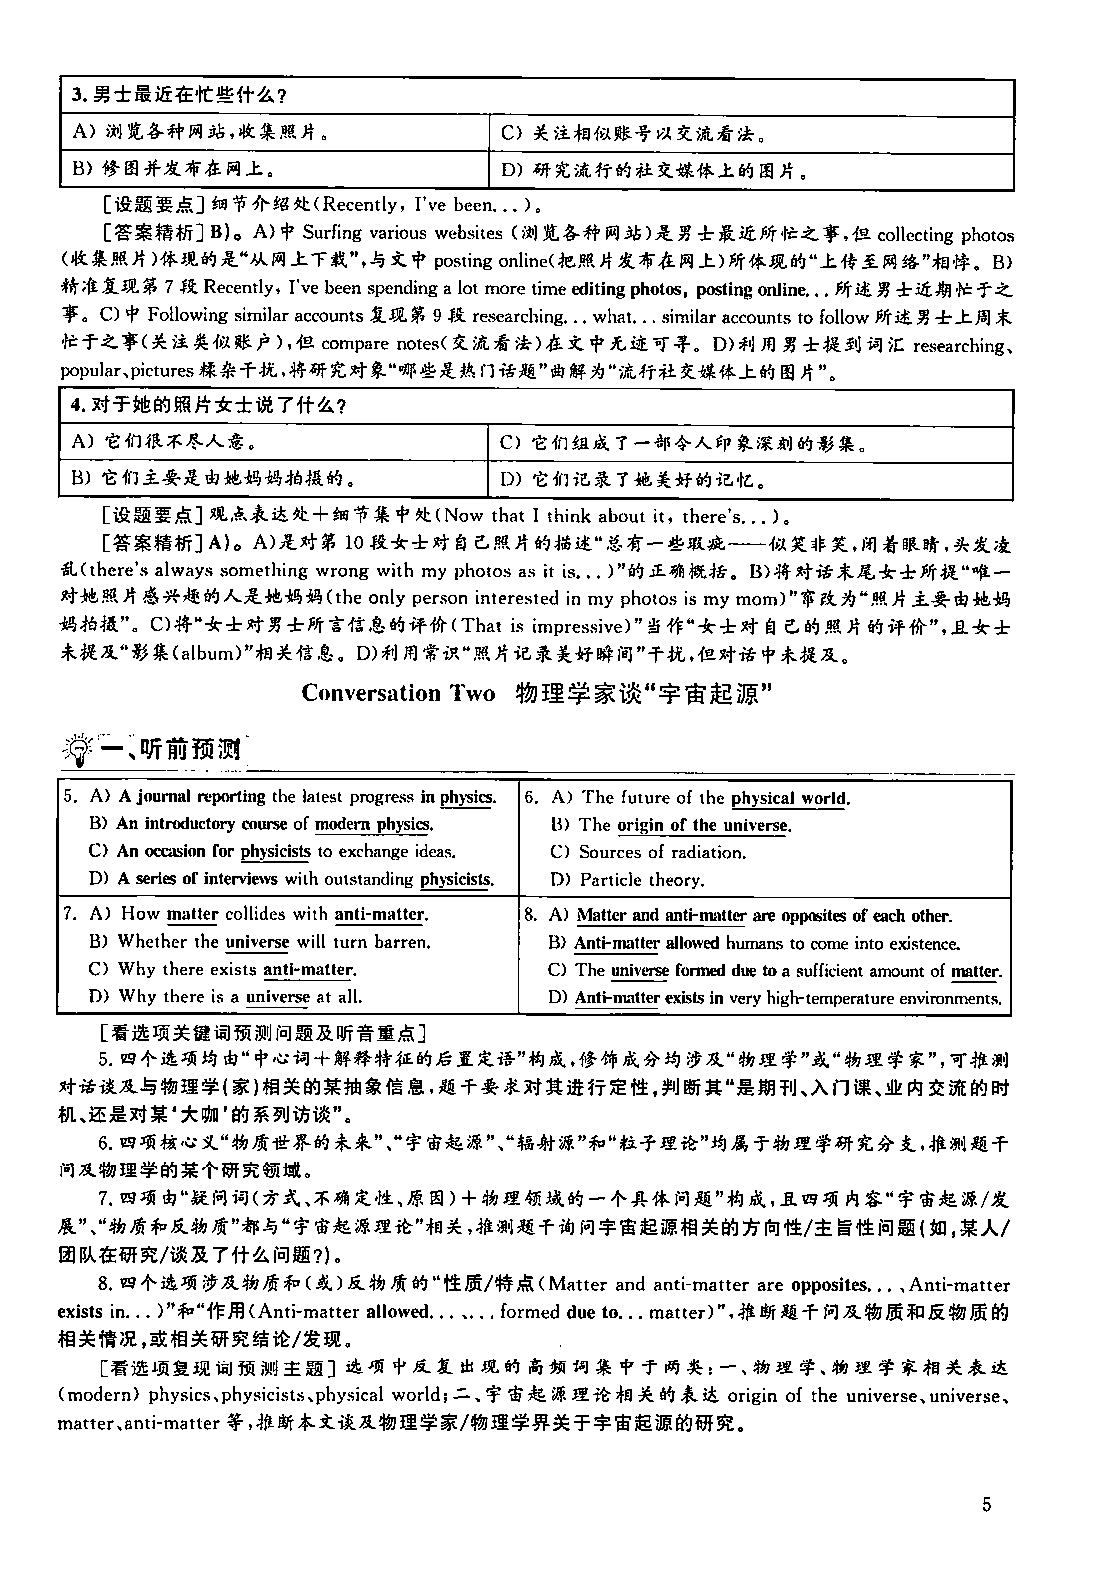 3. 男士最近在忙些什么?
A) 浏览各种网站,收集照片。
C) 关注相似账号以交流看法。
B) 修图并发布在网上。
D) 研究流行的社交媒体上的图片。
[设题要点]细节介绍处(Recently, I've been...)。
[答案精析]B)。A)中 Surfing various websites (浏览各种网站)是男士最近所忙之事,但 collecting photos
(收集照片)体现的是“从网上下载”,与文中 posting online(把照片发布在网上)所体现的“上传至网络”相悖。B)
精准复现第 7 段 Recently, I've been spending a lot more time editing photos, posting online... 所述男士近期忙于之
事。C)中 Following similar accounts 复现第 9 段 researching... what... similar accounts to follow 所述男士上周末
忙于之事(关注类似账户),但 compare notes(交流看法)在文中无迹可寻。D)利用男士提到词汇 researching、
popular、pictures 糅杂干扰,将研究对象“哪些是热门话题”曲解为“流行社交媒体上的图片”。
4. 对于她的照片女士说了什么?
A) 它们很不尽人意。
C) 它们组成了一部令人印象深刻的影集。
B) 它们主要是由她妈妈拍摄的。
D) 它们记录了她美好的记忆。
[设题要点]观点表达处+细节集中处(Now that I think about it, there's...)。
[答案精析]A)。A)是对第 10 段女士对自己照片的描述“总有一些瑕疵——似笑非笑,闭着眼睛,头发凌
乱(there's always something wrong with my photos as it is...)”的正确概括。B)将对话末尾女士所提“唯一
对她照片感兴趣的人是她妈妈(the only person interested in my photos is my mom)”窜改为“照片主要由她妈
妈拍摄”。C)将“女士对男士所言信息的评价(That is impressive)”当作“女士对自己的照片的评价”,且女士
未提及“影集(album)”相关信息。D)利用常识“照片记录美好瞬间”干扰,但对话中未提及。
Conversation Two 物理学家谈“宇宙起源”
一、听前预测
5. A) A journal reporting the latest progress in physics.
B) An introductory course of modern physics.
C) An occasion for physicists to exchange ideas.
D) A series of interviews with outstanding physicists.
6. A) The future of the physical world.
B) The origin of the universe.
C) Sources of radiation.
D) Particle theory.
7. A) How matter collides with anti-matter.
B) Whether the universe will turn barren.
C) Why there exists anti-matter.
D) Why there is a universe at all.
8. A) Matter and anti-matter are opposites of each other.
B) Anti-matter allowed humans to come into existence.
C) The universe formed due to a sufficient amount of matter.
D) Anti-matter exists in very high-temperature environments.
[看选项关键词预测问题及听音重点]
5. 四个选项均由“中心词+解释特征的后置定语”构成,修饰成分均涉及“物理学”或“物理学家”,可推测
对话谈及与物理学(家)相关的某抽象信息,题干要求对其进行定性,判断其“是期刊、入门课、业内交流的时
机、还是对某‘大咖’的系列访谈”。
6. 四项核心义“物质世界的未来”、“宇宙起源”、“辐射源”和“粒子理论”均属于物理学研究分支,推测题干
问及物理学的某个研究领域。
7. 四项由“疑问词(方式、不确定性、原因)+物理领域的一个具体问题”构成,且四项内容“宇宙起源/发
展”、“物质和反物质”都与“宇宙起源理论”相关,推测题干询问宇宙起源相关的方向性/主旨性问题(如,某人/
团队在研究/谈及了什么问题?)。
8. 四个选项涉及物质和(或)反物质的“性质/特点(Matter and anti-matter are opposites...、Anti-matter
exists in...)”和“作用(Anti-matter allowed...、... formed due to... matter)”,推断题干问及物质和反物质的
相关情况,或相关研究结论/发现。
[看选项复现词预测主题]选项中反复出现的高频词集中于两类:一、物理学、物理学家相关表达
(modern) physics、physicists、physical world;二、宇宙起源理论相关的表达 origin of the universe、universe、
matter、anti-matter 等,推断本文谈及物理学家/物理学界关于宇宙起源的研究。
5